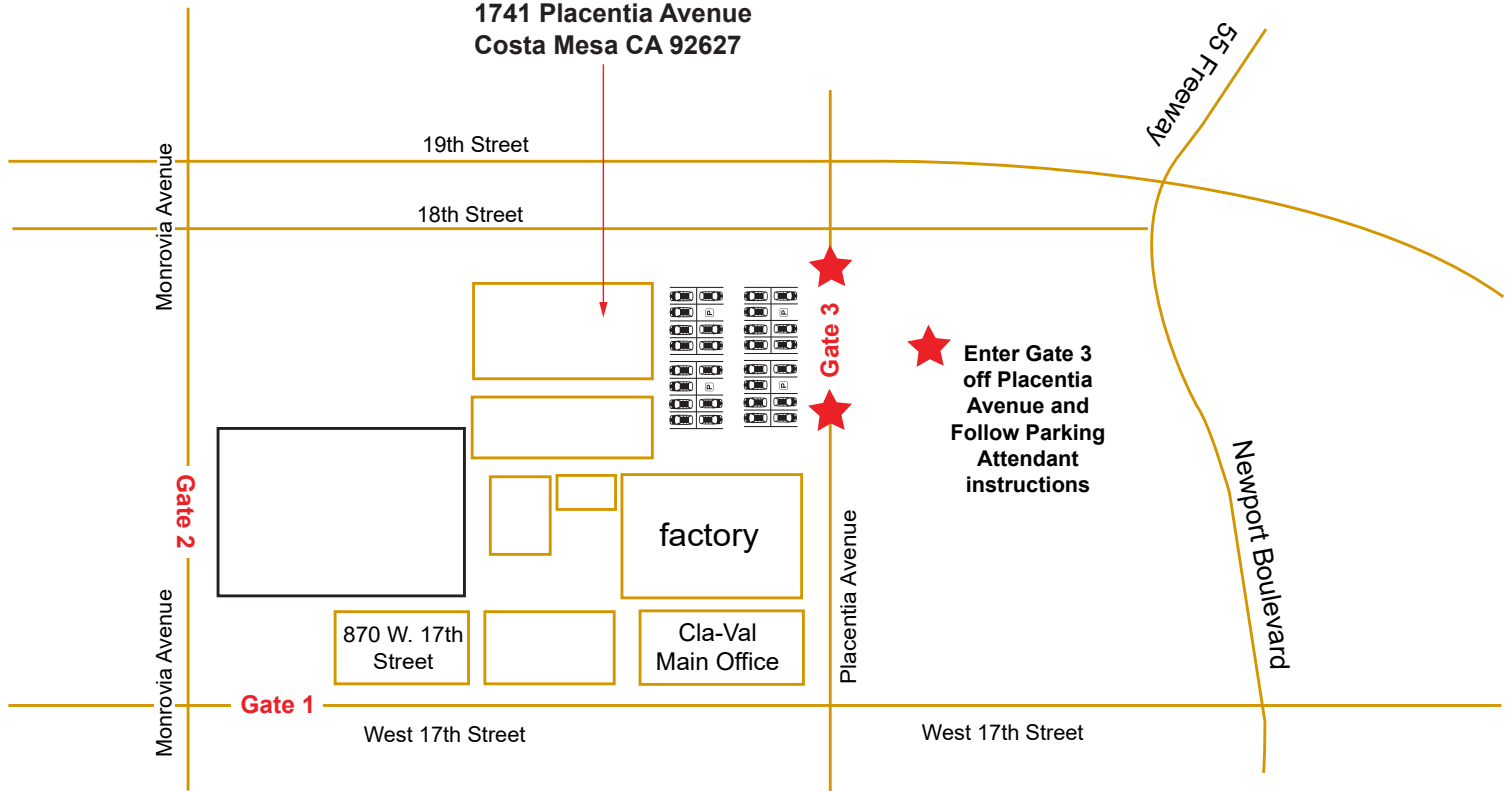 1741 Placentia Avenue
Costa Mesa CA 92627
55 Freeway
19th Street
Monrovia Avenue
18th Street
P
P
P
P
Gate 3
Enter Gate 3
off Placentia
Avenue and
Follow Parking
Attendant
instructions
Gate 2
factory
Placentia Avenue
Newport Boulevard
Monrovia Avenue
870 W. 17th
Street
Cla-Val
Main Office
Gate 1
West 17th Street
West 17th Street